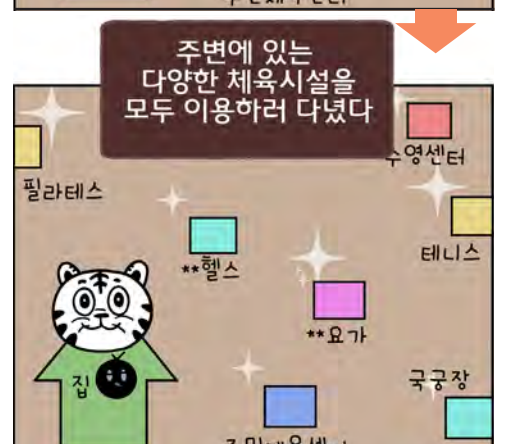 주변에 있는
다양한 체육시설을
모두 이용하러 다녔다
수영센터
필라테스
테니스
**헬스
**요가
집
국궁장